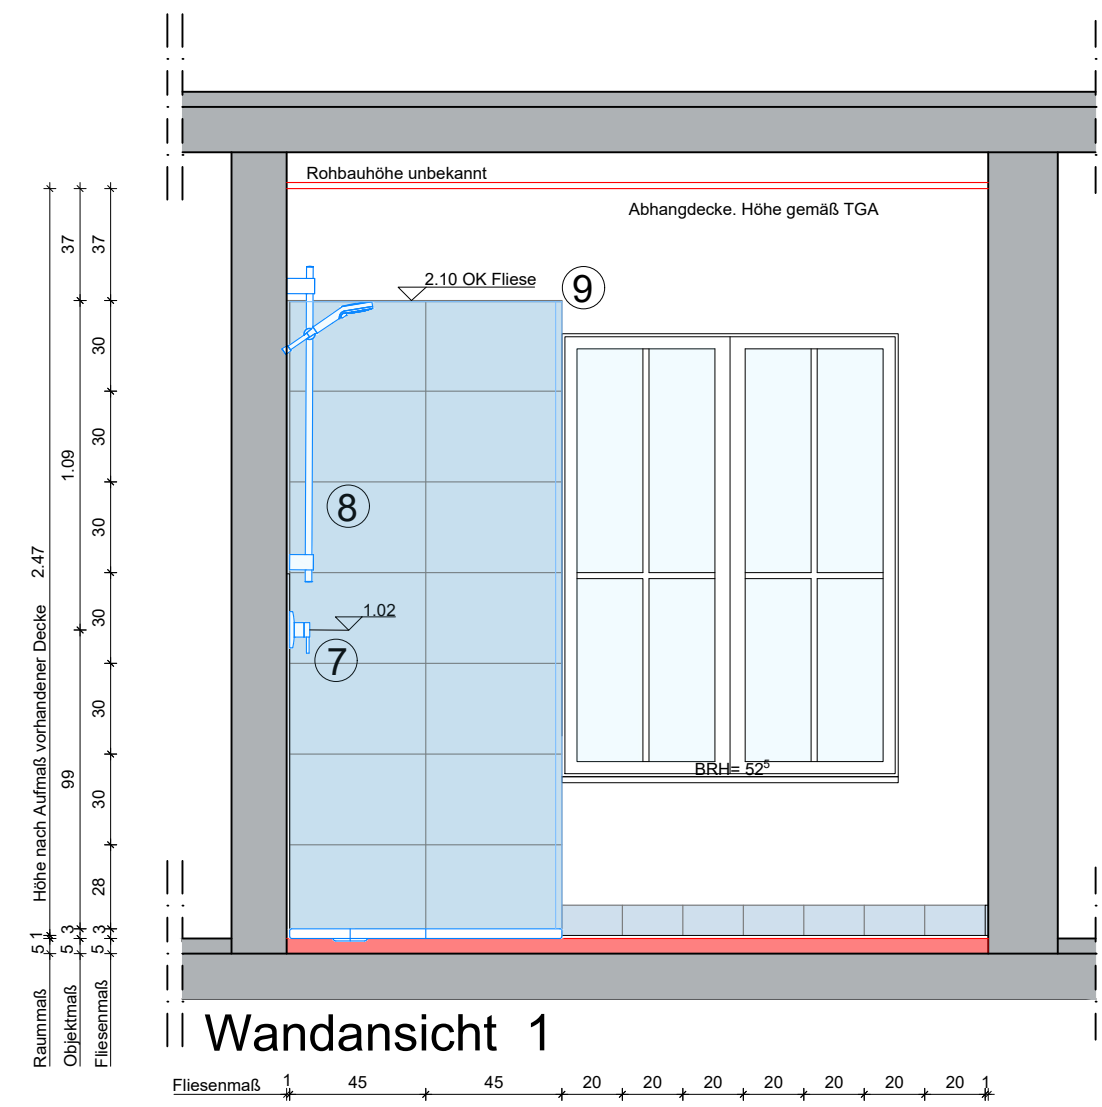 Rohbauhöhe unbekannt
Abhangdecke. Höhe gemäß TGA
2.10 OK Fliese
9
8
1.02
7
BRH= 52⁵
Raummaß 5 1 Höhe nach Aufmaß vorhandener Decke 2.47
Objektmaß 5 3 99 1.09 37
Fliesenmaß 5 3 28 30 30 30 30 30 30 37
Wandansicht 1
Fliesenmaß 1 45 45 20 20 20 20 20 20 20 1